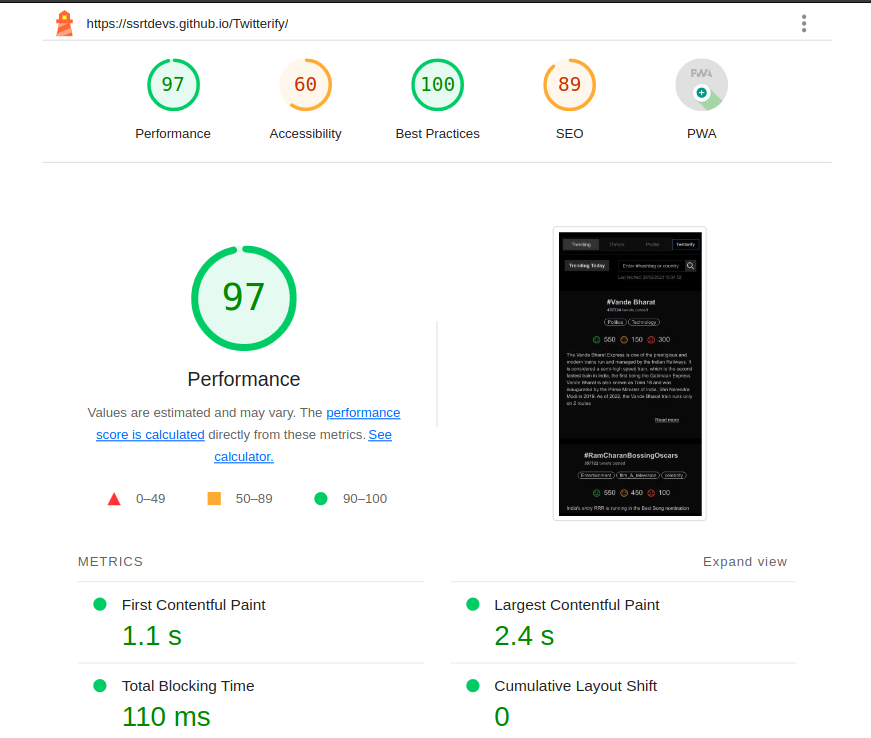 https://ssrtdevs.github.io/Twitterify/
97
60
100
89
PWA
Performance
Accessibility
Best Practices
SEO
PWA
97
Performance
Values are estimated and may vary. The performance
score is calculated directly from these metrics. See
calculator.
0–49
50–89
90–100
Trending
Profile
Twitterify
Trending Today
Enter #hashtag or country
#Vande Bharat
tweets posted
Politics
Technology
550
150
300
The Vande Bharat Express is one of the prestigious and
modern trains run and managed by the Indian Railways. It
is considered a semi-high speed train, which is the second
fastest train in India, the first being the Gatimaan Express.
Vande Bharat is also known as Train 18 and was
inaugurated by the Prime Minister of India, Shri Narendra
Modi in 2019. As of 2022, the Vande Bharat train runs only
on 2 routes
Read more
#RamCharanBossingOscars
tweets posted
Entertainment
film_&_television
celebrity
550
450
100
India's entry RRR is running in the Best Song nomination
METRICS
Expand view
First Contentful Paint
1.1 s
Largest Contentful Paint
2.4 s
Total Blocking Time
110 ms
Cumulative Layout Shift
0